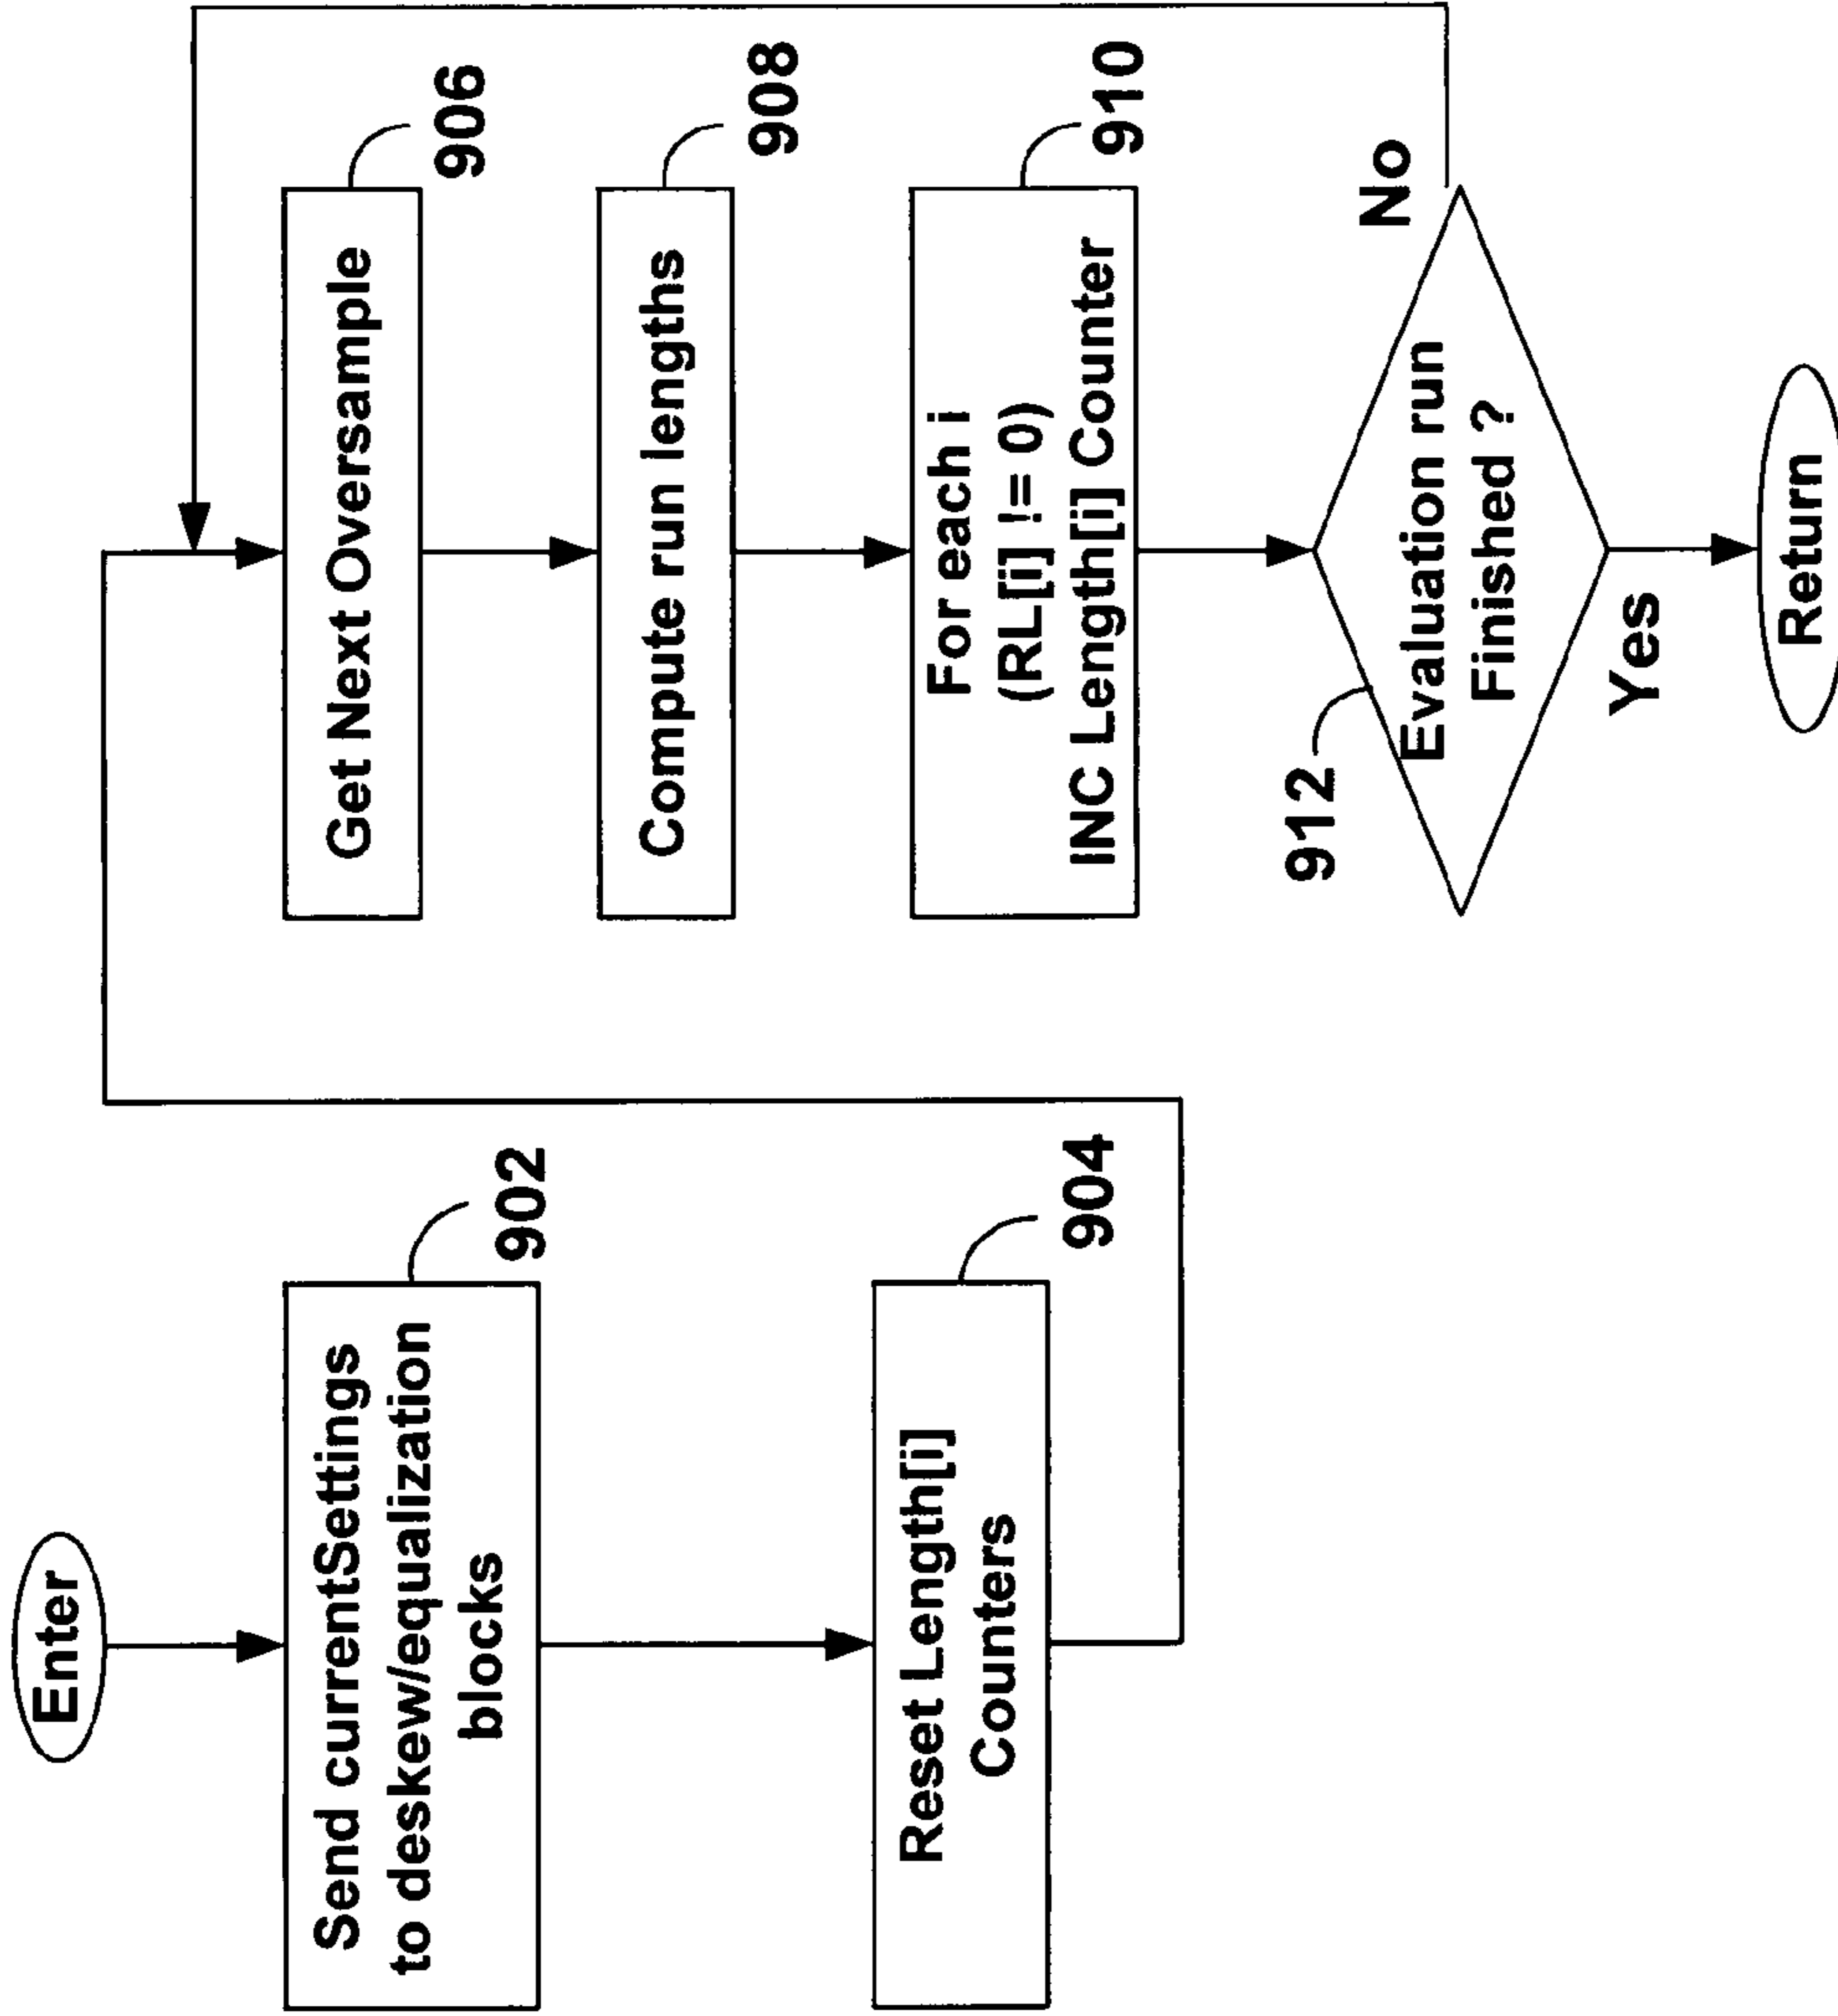 Enter
Send currentSettings
to deskew/equalization
blocks
902
Reset Length[i]
Counters
904
Get Next Oversample
906
Compute run lengths
908
For each i
(RL[i] != 0)
INC Length[i] Counter
910
912
Evaluation run
Finished ?
No
Yes
Return